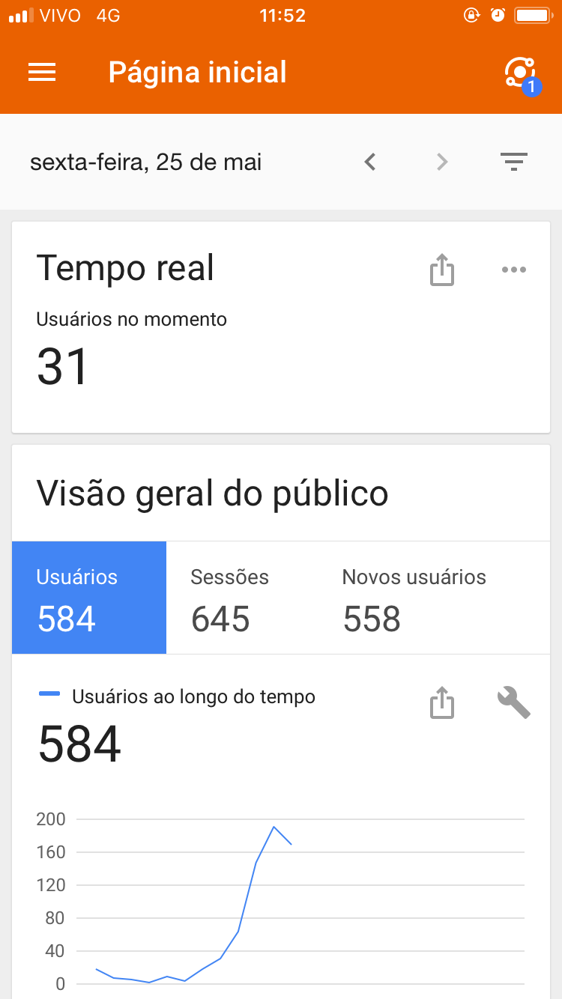 VIVO 4G 11:52
Página inicial
1
sexta-feira, 25 de mai
Tempo real
Usuários no momento
31
Visão geral do público
Usuários Sessões Novos usuários
584 645 558
Usuários ao longo do tempo
584
200
160
120
80
40
0